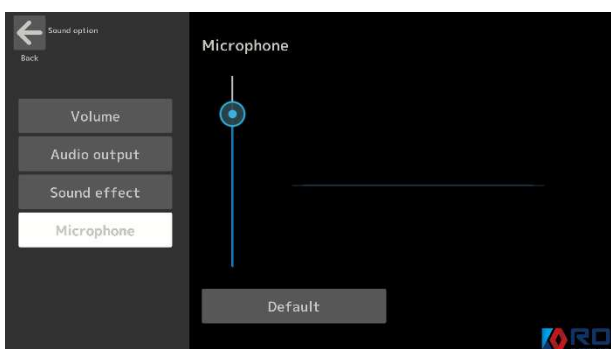 Sound option
Back
Microphone
Volume
Audio output
Sound effect
Microphone
Default